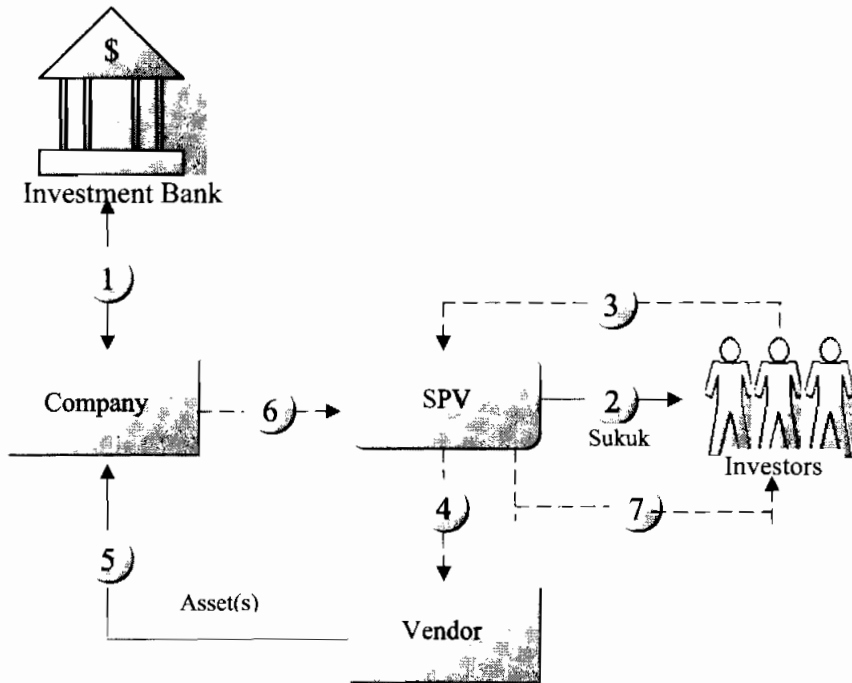 $
Investment Bank
1
3
Company
6
SPV
2
Sukuk
Investors
4
7
5
Asset(s)
Vendor